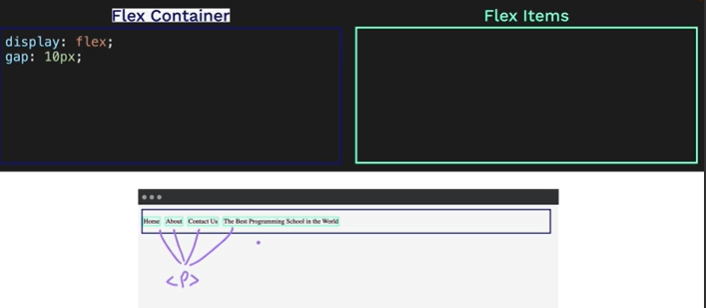 Flex Container
Flex Items
display: flex;
gap: 10px;
Home About Contact Us The Best Programming School in the World
<P>